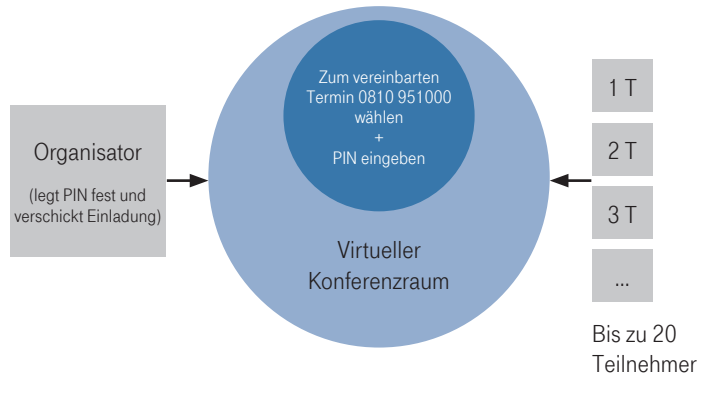 Organisator
(legt PIN fest und
verschickt Einladung)
Zum vereinbarten
Termin 0810 951000
wählen
+
PIN eingeben
Virtueller
Konferenzraum
1 T
2 T
3 T
...
Bis zu 20
Teilnehmer